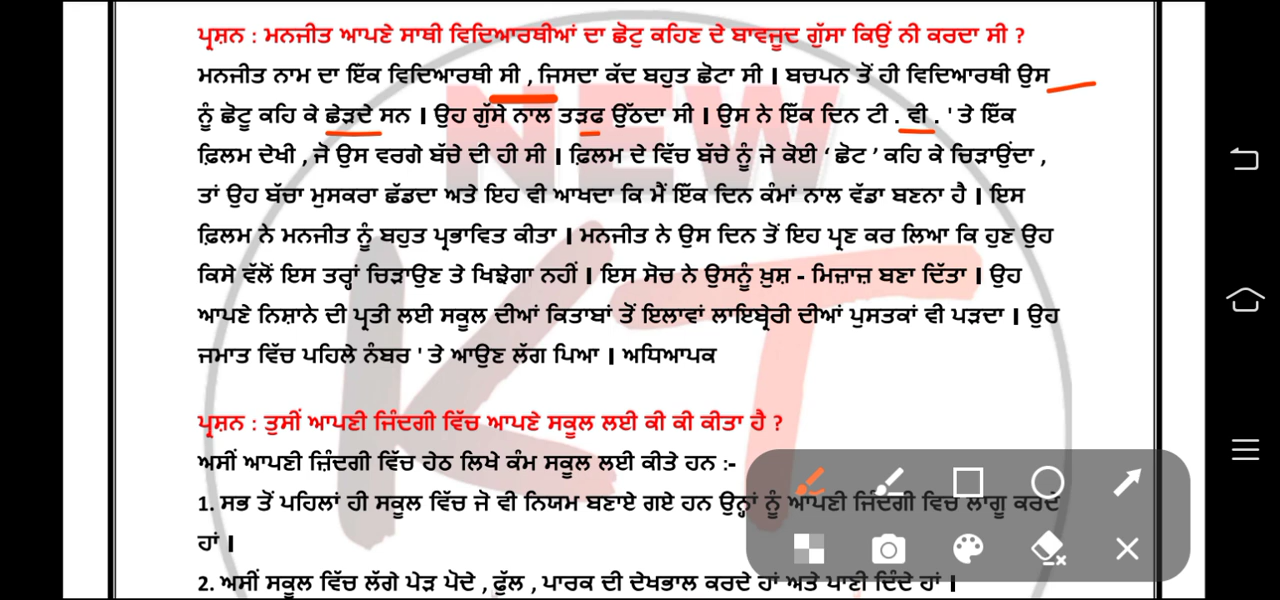 ਪ੍ਰਸ਼ਨ : ਮਨਜੀਤ ਆਪਣੇ ਸਾਥੀ ਵਿਦਿਆਰਥੀਆਂ ਦਾ ਛੋਟੂ ਕਹਿਣ ਦੇ ਬਾਵਜੂਦ ਗੁੱਸਾ ਕਿਉਂ ਨੀ ਕਰਦਾ ਸੀ ?
ਮਨਜੀਤ ਨਾਮ ਦਾ ਇੱਕ ਵਿਦਿਆਰਥੀ ਸੀ , ਜਿਸਦਾ ਕੱਦ ਬਹੁਤ ਛੋਟਾ ਸੀ | ਬਚਪਨ ਤੋਂ ਹੀ ਵਿਦਿਆਰਥੀ ਉਸ
ਨੂੰ ਛੋਟੂ ਕਹਿ ਕੇ ਛੇੜਦੇ ਸਨ | ਉਹ ਗੁੱਸੇ ਨਾਲ ਤੜਫ ਉੱਠਦਾ ਸੀ | ਉਸ ਨੇ ਇੱਕ ਦਿਨ ਟੀ . ਵੀ . ' ਤੇ ਇੱਕ
ਫ਼ਿਲਮ ਦੇਖੀ , ਜੋ ਉਸ ਵਰਗੇ ਬੱਚੇ ਦੀ ਹੀ ਸੀ | ਫ਼ਿਲਮ ਦੇ ਵਿੱਚ ਬੱਚੇ ਨੂੰ ਜੇ ਕੋਈ ‘ ਛੋਟ ’ ਕਹਿ ਕੇ ਚਿੜਾਉਂਦਾ ,
ਤਾਂ ਉਹ ਬੱਚਾ ਮੁਸਕਰਾ ਛੱਡਦਾ ਅਤੇ ਇਹ ਵੀ ਆਖਦਾ ਕਿ ਮੈਂ ਇੱਕ ਦਿਨ ਕੰਮਾਂ ਨਾਲ ਵੱਡਾ ਬਣਨਾ ਹੈ | ਇਸ
ਫ਼ਿਲਮ ਨੇ ਮਨਜੀਤ ਨੂੰ ਬਹੁਤ ਪ੍ਰਭਾਵਿਤ ਕੀਤਾ | ਮਨਜੀਤ ਨੇ ਉਸ ਦਿਨ ਤੋਂ ਇਹ ਪ੍ਰਣ ਕਰ ਲਿਆ ਕਿ ਹੁਣ ਉਹ
ਕਿਸੇ ਵੱਲੋਂ ਇਸ ਤਰ੍ਹਾਂ ਚਿੜਾਉਣ ਤੇ ਖਿਝੇਗਾ ਨਹੀਂ | ਇਸ ਸੋਚ ਨੇ ਉਸਨੂੰ ਖ਼ੁਸ਼ - ਮਿਜ਼ਾਜ਼ ਬਣਾ ਦਿੱਤਾ | ਉਹ
ਆਪਣੇ ਨਿਸ਼ਾਨੇ ਦੀ ਪ੍ਰਤੀ ਲਈ ਸਕੂਲ ਦੀਆਂ ਕਿਤਾਬਾਂ ਤੋਂ ਇਲਾਵਾਂ ਲਾਇਬ੍ਰੇਰੀ ਦੀਆਂ ਪੁਸਤਕਾਂ ਵੀ ਪੜਦਾ | ਉਹ
ਜਮਾਤ ਵਿੱਚ ਪਹਿਲੇ ਨੰਬਰ ' ਤੇ ਆਉਣ ਲੱਗ ਪਿਆ | ਅਧਿਆਪਕ
ਪ੍ਰਸ਼ਨ : ਤੁਸੀਂ ਆਪਣੀ ਜਿੰਦਗੀ ਵਿੱਚ ਆਪਣੇ ਸਕੂਲ ਲਈ ਕੀ ਕੀ ਕੀਤਾ ਹੈ ?
ਅਸੀਂ ਆਪਣੀ ਜ਼ਿੰਦਗੀ ਵਿੱਚ ਹੇਠ ਲਿਖੇ ਕੰਮ ਸਕੂਲ ਲਈ ਕੀਤੇ ਹਨ :-
1. ਸਭ ਤੋਂ ਪਹਿਲਾਂ ਹੀ ਸਕੂਲ ਵਿੱਚ ਜੋ ਵੀ ਨਿਯਮ ਬਣਾਏ ਗਏ ਹਨ ਉਨ੍ਹਾਂ ਨੂੰ ਆਪਣੀ ਜਿੰਦਗੀ ਵਿਚ ਲਾਗੂ ਕਰਦੇ
ਹਾਂ |
2. ਅਸੀਂ ਸਕੂਲ ਵਿੱਚ ਲੱਗੇ ਪੇੜ ਪੌਦੇ , ਫੁੱਲ , ਪਾਰਕ ਦੀ ਦੇਖਭਾਲ ਕਰਦੇ ਹਾਂ ਅਤੇ ਪਾਣੀ ਦਿੰਦੇ ਹਾਂ |
NEW
KT